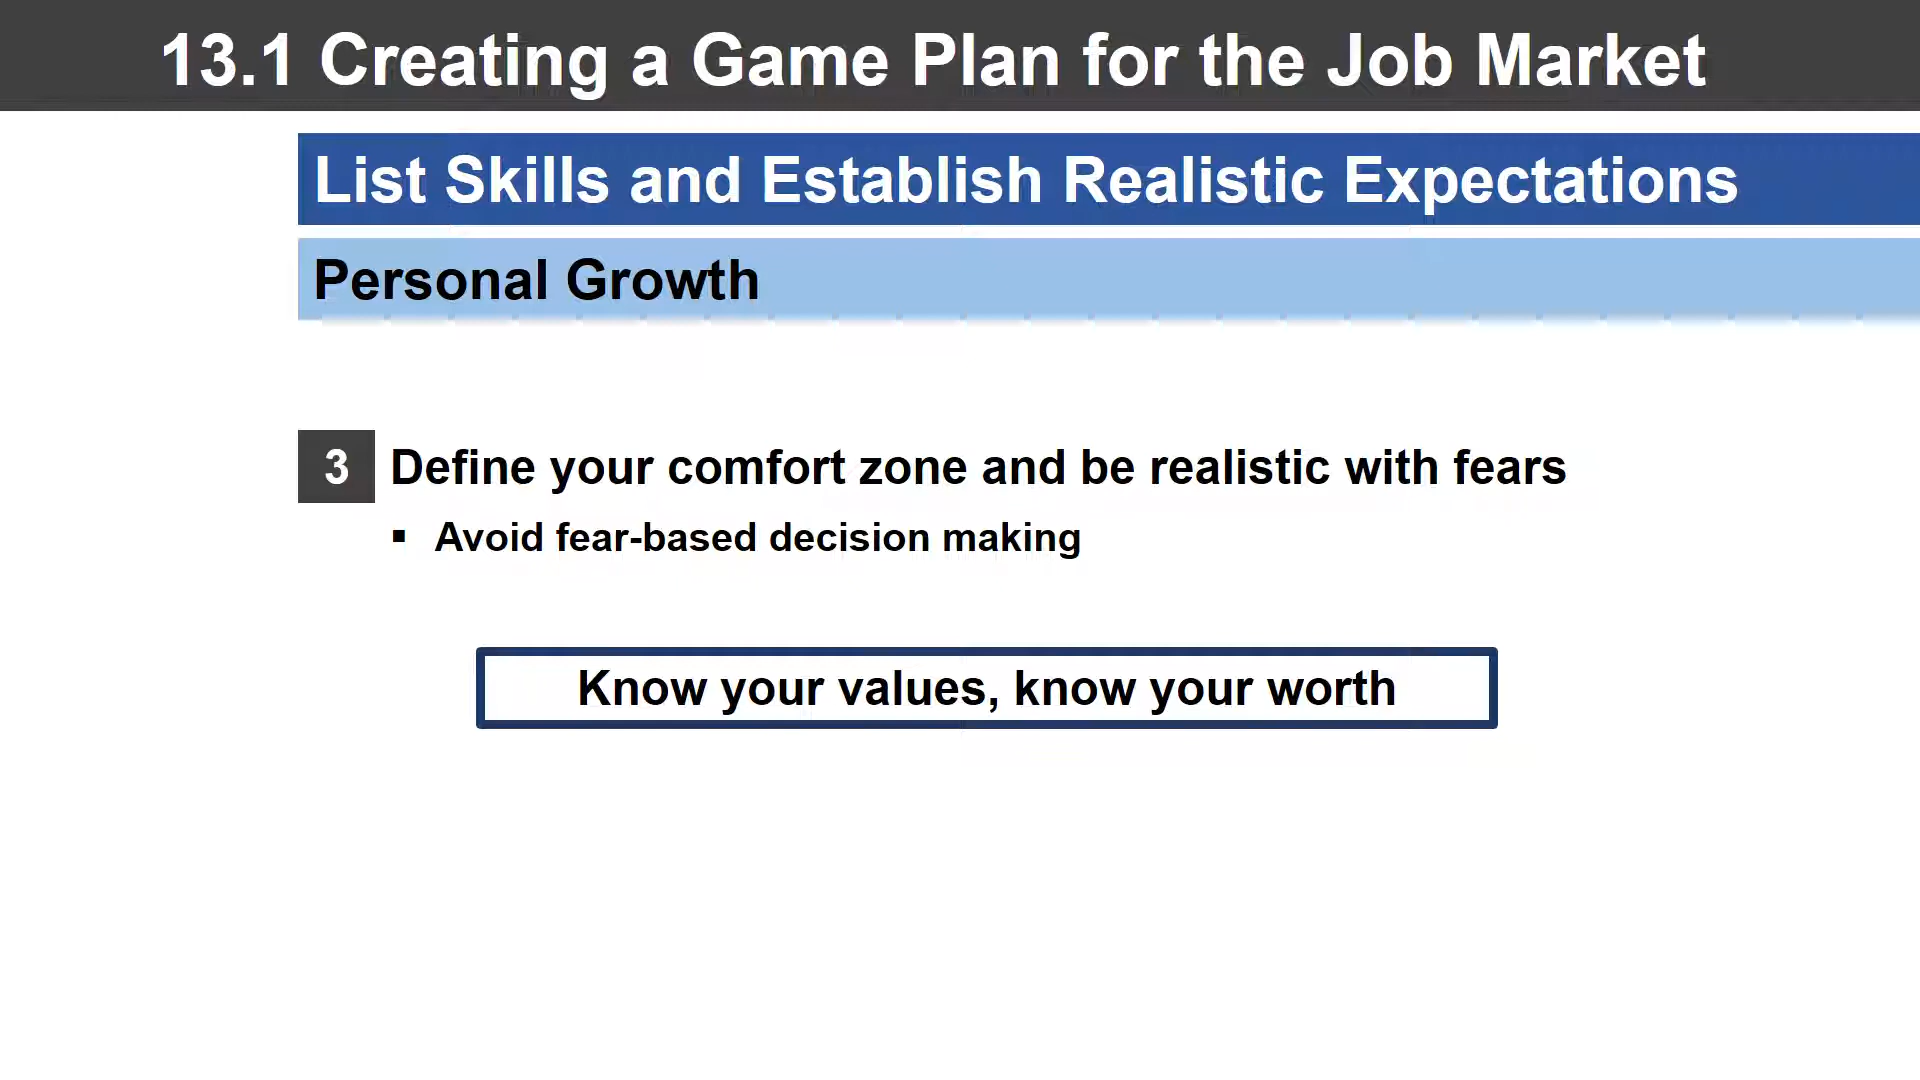 13.1 Creating a Game Plan for the Job Market
List Skills and Establish Realistic Expectations
Personal Growth
3 Define your comfort zone and be realistic with fears
▪ Avoid fear-based decision making
Know your values, know your worth